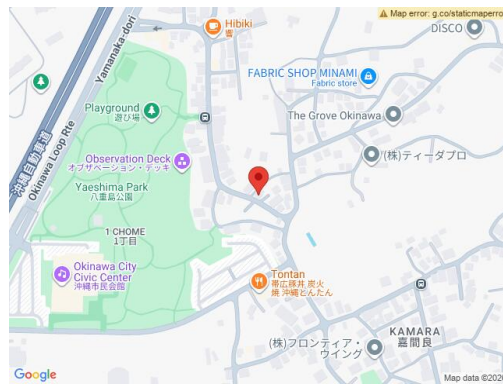 Map error: g.co/staticmaperro
Hibiki
響
DiSCO
Yamanaka-dori
FABRIC SHOP MINAMI
Fabric store
Playground
遊び場
The Grove Okinawa
沖縄自動車道
Okinawa Loop Rte
Observation Deck
オブザベーション・デッキ
(株)ティーダプロ
Yaeshima Park
八重島公園
1 CHOME
1丁目
Okinawa City
Civic Center
沖縄市民会館
Tontan
帯広豚丼 炭火
焼 沖縄とんたん
KAMARA
嘉間良
(株)フロンティア・
ウイング
Google
Map data ©202